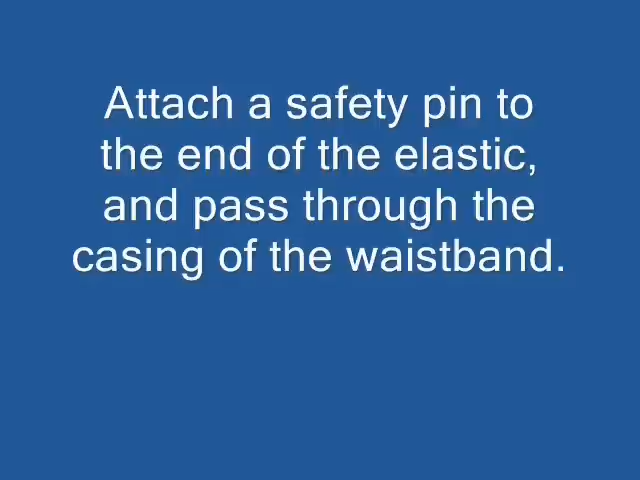 Attach a safety pin to
the end of the elastic,
and pass through the
casing of the waistband.